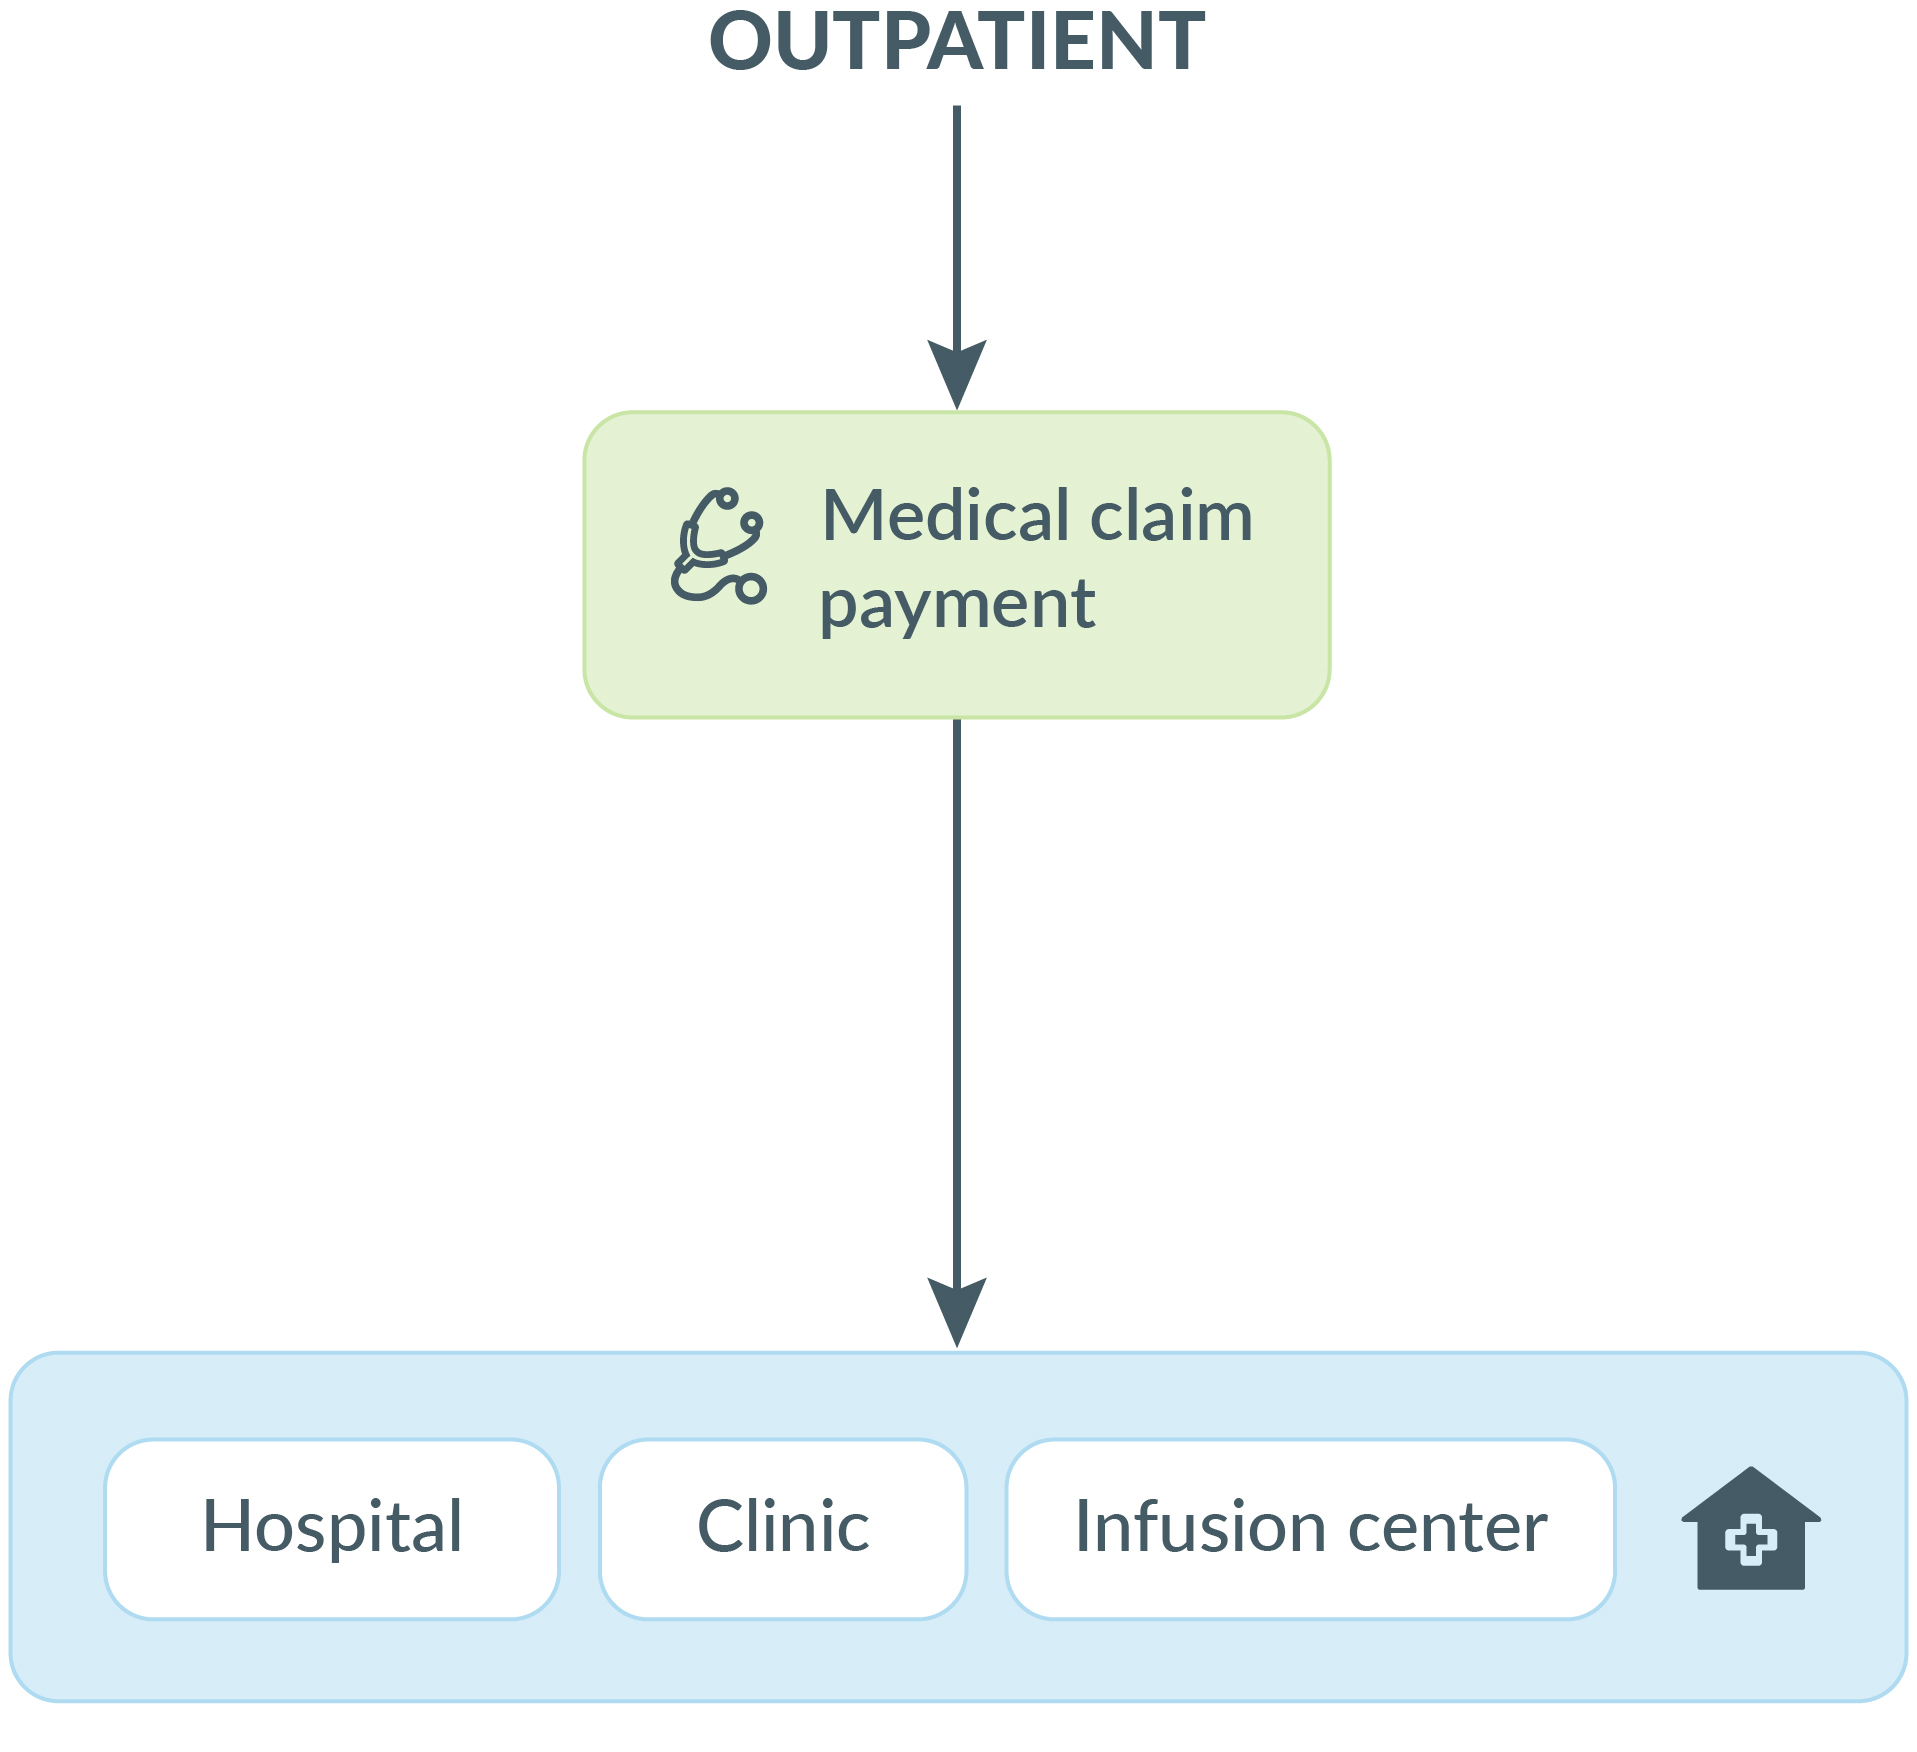 OUTPATIENT
Medical claim
payment
Hospital
Clinic
Infusion center